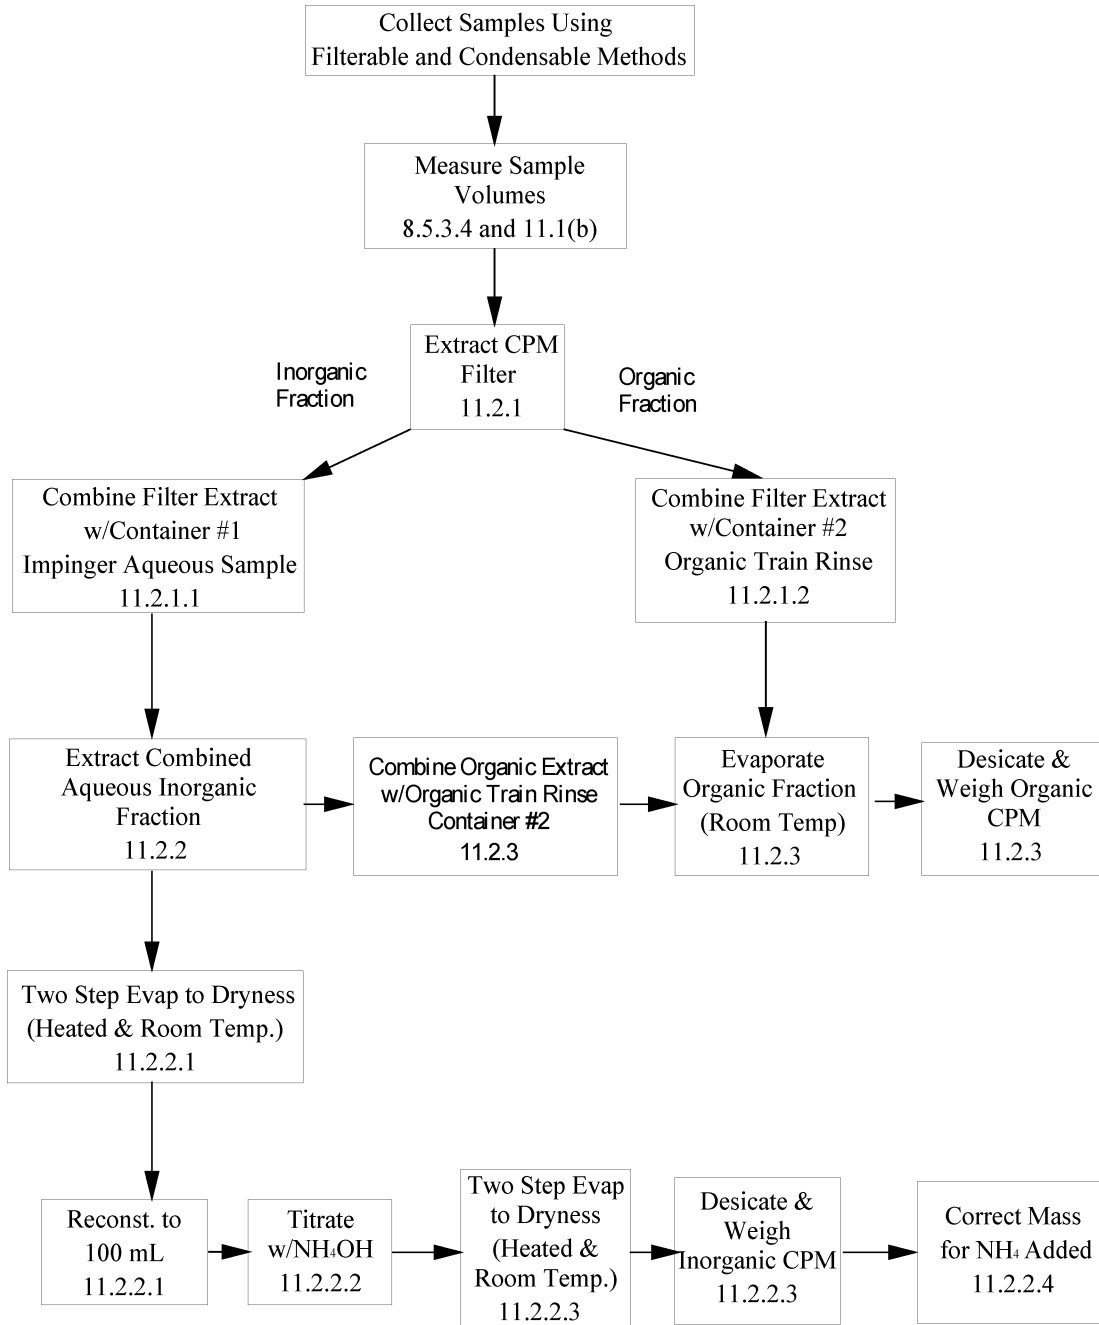 Collect Samples Using
Filterable and Condensable Methods
Measure Sample
Volumes
8.5.3.4 and 11.1(b)
Extract CPM
Filter
11.2.1
Inorganic
Fraction
Organic
Fraction
Combine Filter Extract
w/Container #1
Impinger Aqueous Sample
11.2.1.1
Combine Filter Extract
w/Container #2
Organic Train Rinse
11.2.1.2
Extract Combined
Aqueous Inorganic
Fraction
11.2.2
Combine Organic Extract
w/Organic Train Rinse
Container #2
11.2.3
Evaporate
Organic Fraction
(Room Temp)
11.2.3
Desicate &
Weigh Organic
CPM
11.2.3
Two Step Evap to Dryness
(Heated & Room Temp.)
11.2.2.1
Reconst. to
100 mL
11.2.2.1
Titrate
w/NH4OH
11.2.2.2
Two Step Evap
to Dryness
(Heated &
Room Temp.)
11.2.2.3
Desicate &
Weigh
Inorganic CPM
11.2.2.3
Correct Mass
for NH4 Added
11.2.2.4